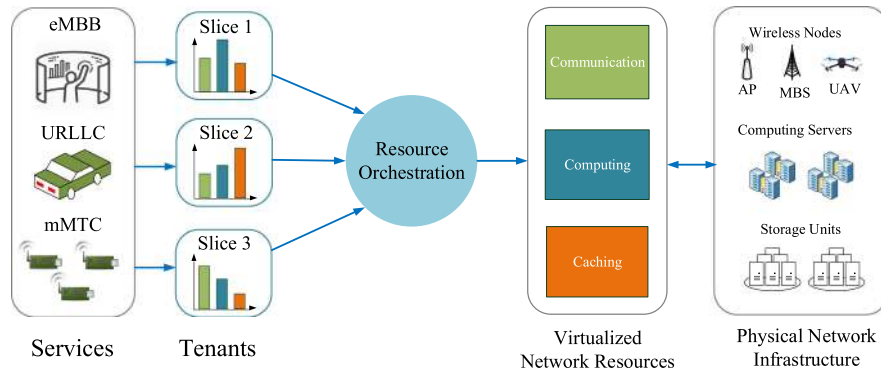 eMBB
URLLC
mMTC
Services
Slice 1
Slice 2
Slice 3
Tenants
Resource
Orchestration
Communication
Computing
Caching
Virtualized
Network Resources
Wireless Nodes
AP
MBS
UAV
Computing Servers
Storage Units
Physical Network
Infrastructure